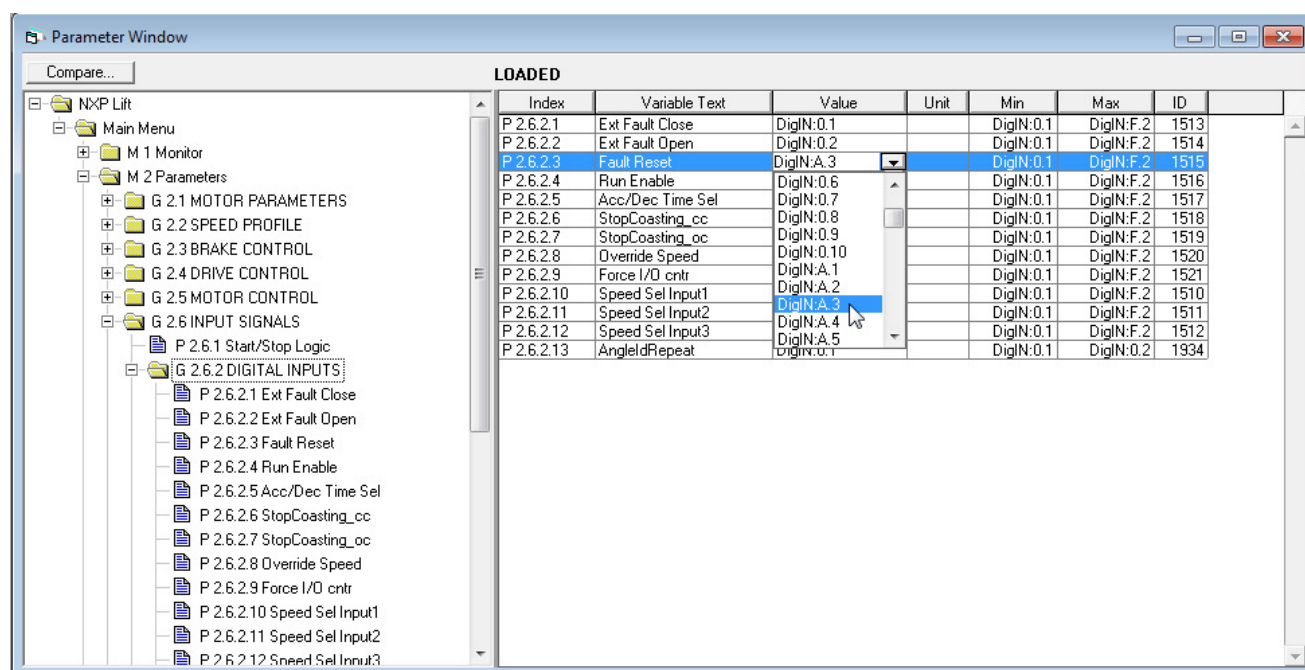 Parameter Window
Compare...
LOADED
NXP Lift
Main Menu
M 1 Monitor
M 2 Parameters
G 2.1 MOTOR PARAMETERS
G 2.2 SPEED PROFILE
G 2.3 BRAKE CONTROL
G 2.4 DRIVE CONTROL
G 2.5 MOTOR CONTROL
G 2.6 INPUT SIGNALS
P 2.6.1 Start/Stop Logic
G 2.6.2 DIGITAL INPUTS
P 2.6.2.1 Ext Fault Close
P 2.6.2.2 Ext Fault Open
P 2.6.2.3 Fault Reset
P 2.6.2.4 Run Enable
P 2.6.2.5 Acc/Dec Time Sel
P 2.6.2.6 StopCoasting_cc
P 2.6.2.7 StopCoasting_oc
P 2.6.2.8 Override Speed
P 2.6.2.9 Force I/O cntr
P 2.6.2.10 Speed Sel Input1
P 2.6.2.11 Speed Sel Input2
P 2.6.2.12 Speed Sel Input3
Index Variable Text Value Unit Min Max ID
P 2.6.2.1 Ext Fault Close DigIN:0.1 DigIN:0.1 DigIN:F.2 1513
P 2.6.2.2 Ext Fault Open DigIN:0.2 DigIN:0.1 DigIN:F.2 1514
P 2.6.2.3 Fault Reset DigIN:A.3 DigIN:0.1 DigIN:F.2 1515
P 2.6.2.4 Run Enable DigIN:0.1 DigIN:F.2 1516
P 2.6.2.5 Acc/Dec Time Sel DigIN:0.1 DigIN:F.2 1517
P 2.6.2.6 StopCoasting_cc DigIN:0.1 DigIN:F.2 1518
P 2.6.2.7 StopCoasting_oc DigIN:0.1 DigIN:F.2 1519
P 2.6.2.8 Override Speed DigIN:0.1 DigIN:F.2 1520
P 2.6.2.9 Force I/O cntr DigIN:0.1 DigIN:F.2 1521
P 2.6.2.10 Speed Sel Input1 DigIN:0.1 DigIN:F.2 1510
P 2.6.2.11 Speed Sel Input2 DigIN:0.1 DigIN:F.2 1511
P 2.6.2.12 Speed Sel Input3 DigIN:0.1 DigIN:F.2 1512
P 2.6.2.13 AngleIdRepeat DigIN:0.1 DigIN:0.1 DigIN:0.2 1934
DigIN:0.6
DigIN:0.7
DigIN:0.8
DigIN:0.9
DigIN:0.10
DigIN:A.1
DigIN:A.2
DigIN:A.3
DigIN:A.4
DigIN:A.5